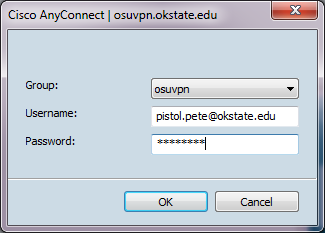 Cisco AnyConnect | osuvpn.okstate.edu
Group: osuvpn
Username: pistol.pete@okstate.edu
Password: ********
OK Cancel